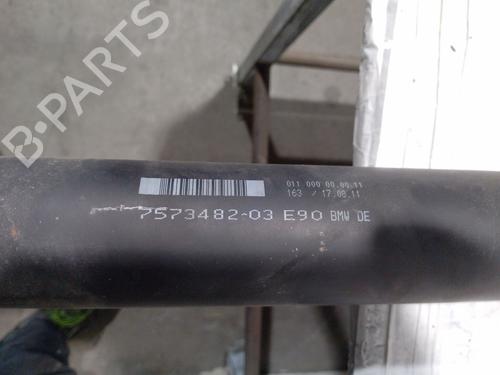 B-PARTS
011 000 00.00.11
163 / 17.08.11
7573482-03 E90 BMW DE